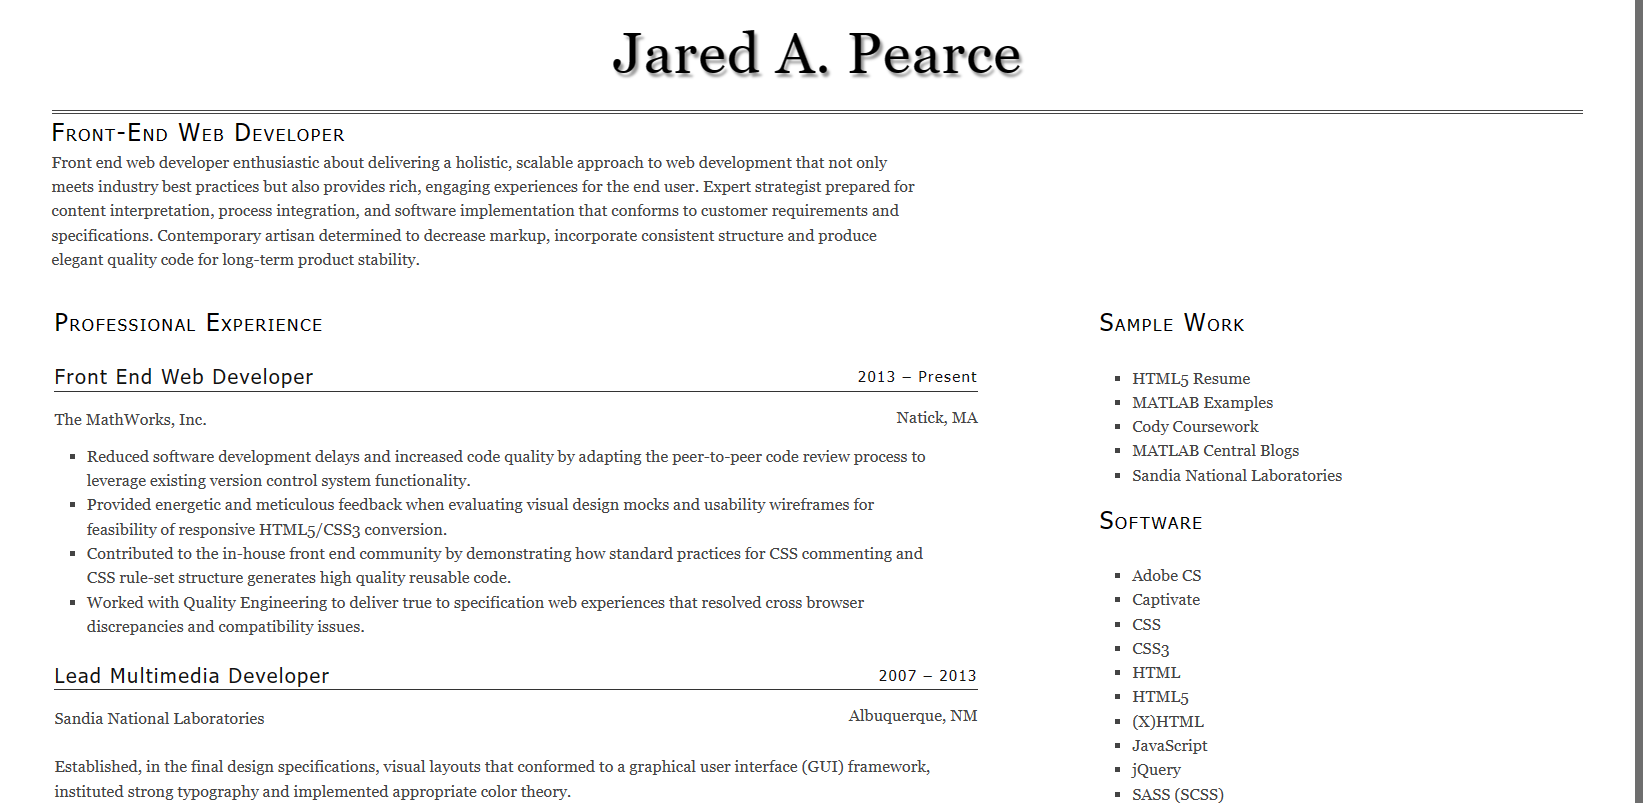 Jared A. Pearce
Front-End Web Developer
Front end web developer enthusiastic about delivering a holistic, scalable approach to web development that not only
meets industry best practices but also provides rich, engaging experiences for the end user. Expert strategist prepared for
content interpretation, process integration, and software implementation that conforms to customer requirements and
specifications. Contemporary artisan determined to decrease markup, incorporate consistent structure and produce
elegant quality code for long-term product stability.
Professional Experience
Front End Web Developer 2013 – Present
The MathWorks, Inc. Natick, MA
▪ Reduced software development delays and increased code quality by adapting the peer-to-peer code review process to
leverage existing version control system functionality.
▪ Provided energetic and meticulous feedback when evaluating visual design mocks and usability wireframes for
feasibility of responsive HTML5/CSS3 conversion.
▪ Contributed to the in-house front end community by demonstrating how standard practices for CSS commenting and
CSS rule-set structure generates high quality reusable code.
▪ Worked with Quality Engineering to deliver true to specification web experiences that resolved cross browser
discrepancies and compatibility issues.
Lead Multimedia Developer 2007 – 2013
Sandia National Laboratories Albuquerque, NM
Established, in the final design specifications, visual layouts that conformed to a graphical user interface (GUI) framework,
instituted strong typography and implemented appropriate color theory.
Sample Work
▪ HTML5 Resume
▪ MATLAB Examples
▪ Cody Coursework
▪ MATLAB Central Blogs
▪ Sandia National Laboratories
Software
▪ Adobe CS
▪ Captivate
▪ CSS
▪ CSS3
▪ HTML
▪ HTML5
▪ (X)HTML
▪ JavaScript
▪ jQuery
▪ SASS (SCSS)